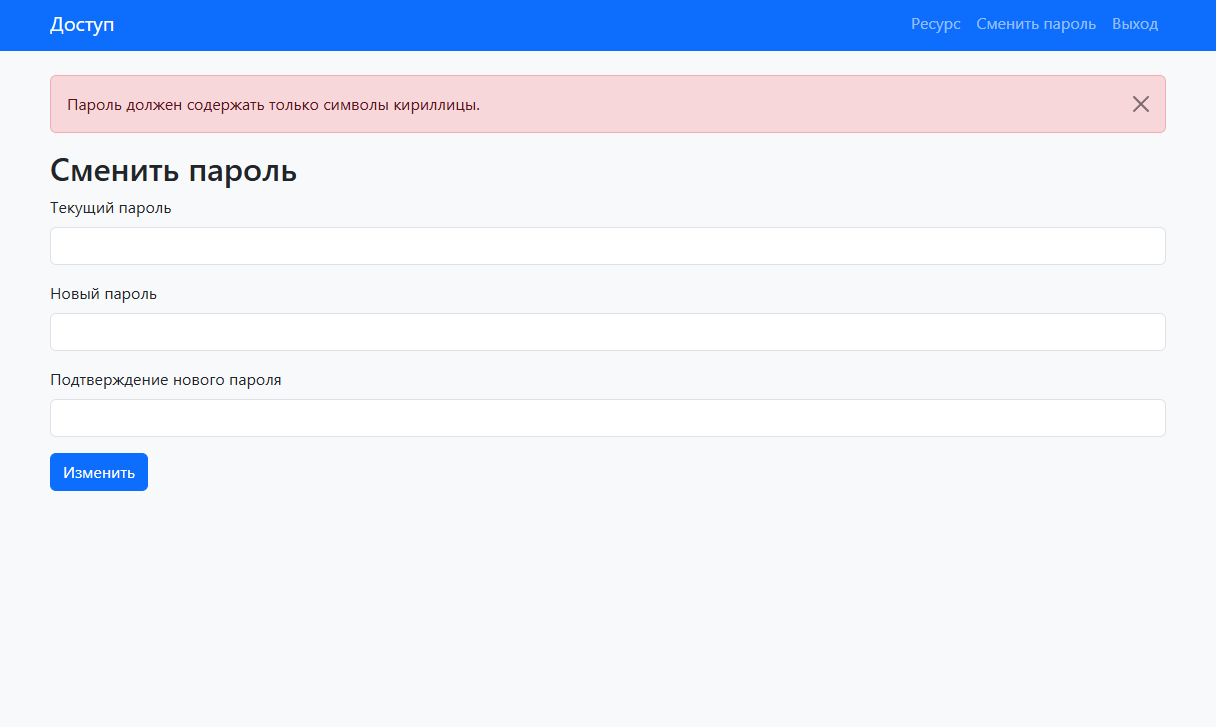 Доступ
Ресурс Сменить пароль Выход
Пароль должен содержать только символы кириллицы.
Сменить пароль
Текущий пароль
Новый пароль
Подтверждение нового пароля
Изменить